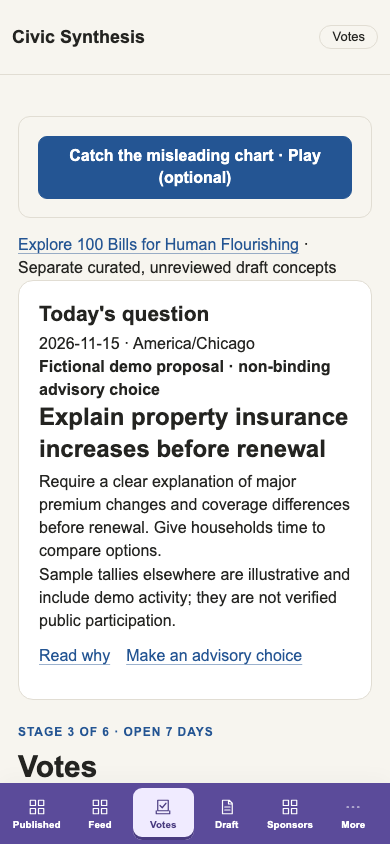 Civic Synthesis
Votes
Catch the misleading chart · Play
(optional)
Explore 100 Bills for Human Flourishing ·
Separate curated, unreviewed draft concepts
Today's question
2026-11-15 · America/Chicago
Fictional demo proposal · non-binding
advisory choice
Explain property insurance
increases before renewal
Require a clear explanation of major
premium changes and coverage differences
before renewal. Give households time to
compare options.
Sample tallies elsewhere are illustrative and
include demo activity; they are not verified
public participation.
Read why Make an advisory choice
STAGE 3 OF 6 · OPEN 7 DAYS
Votes
Published Feed Votes Draft Sponsors More